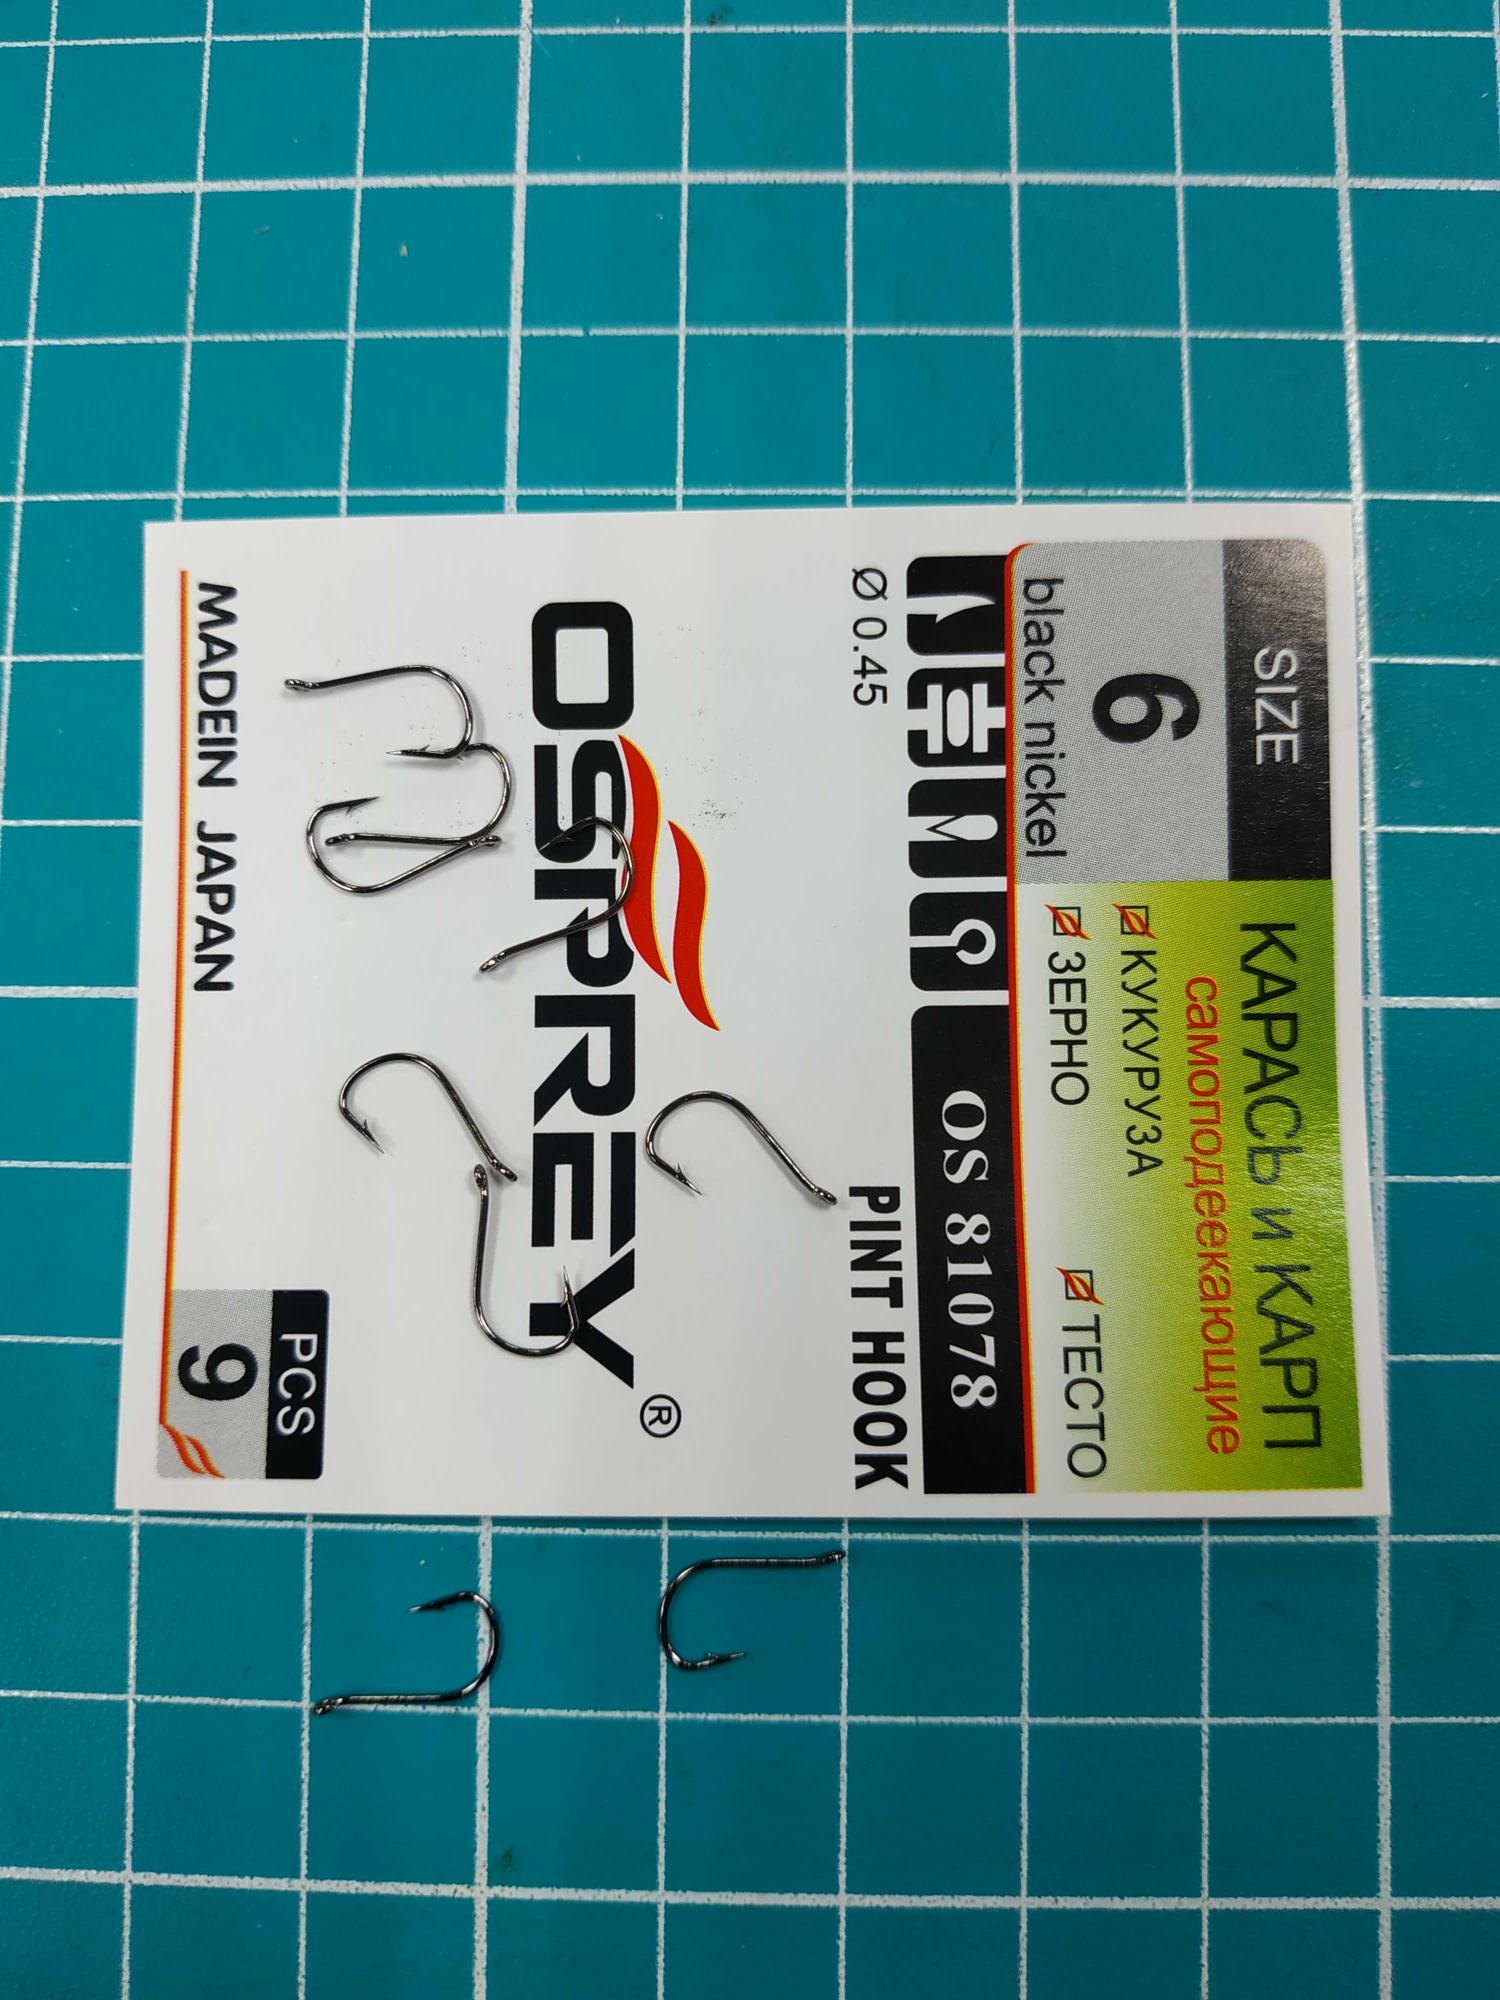 SIZE
6
black nickel
КАРАСЬ и КАРП
самоподеекающие
КУКУРУЗА
ЗЕРНО
ТЕСТО
OS 81078
Ø 0.45
PINT HOOK
OSPREY®
PCS
9
MADEIN JAPAN